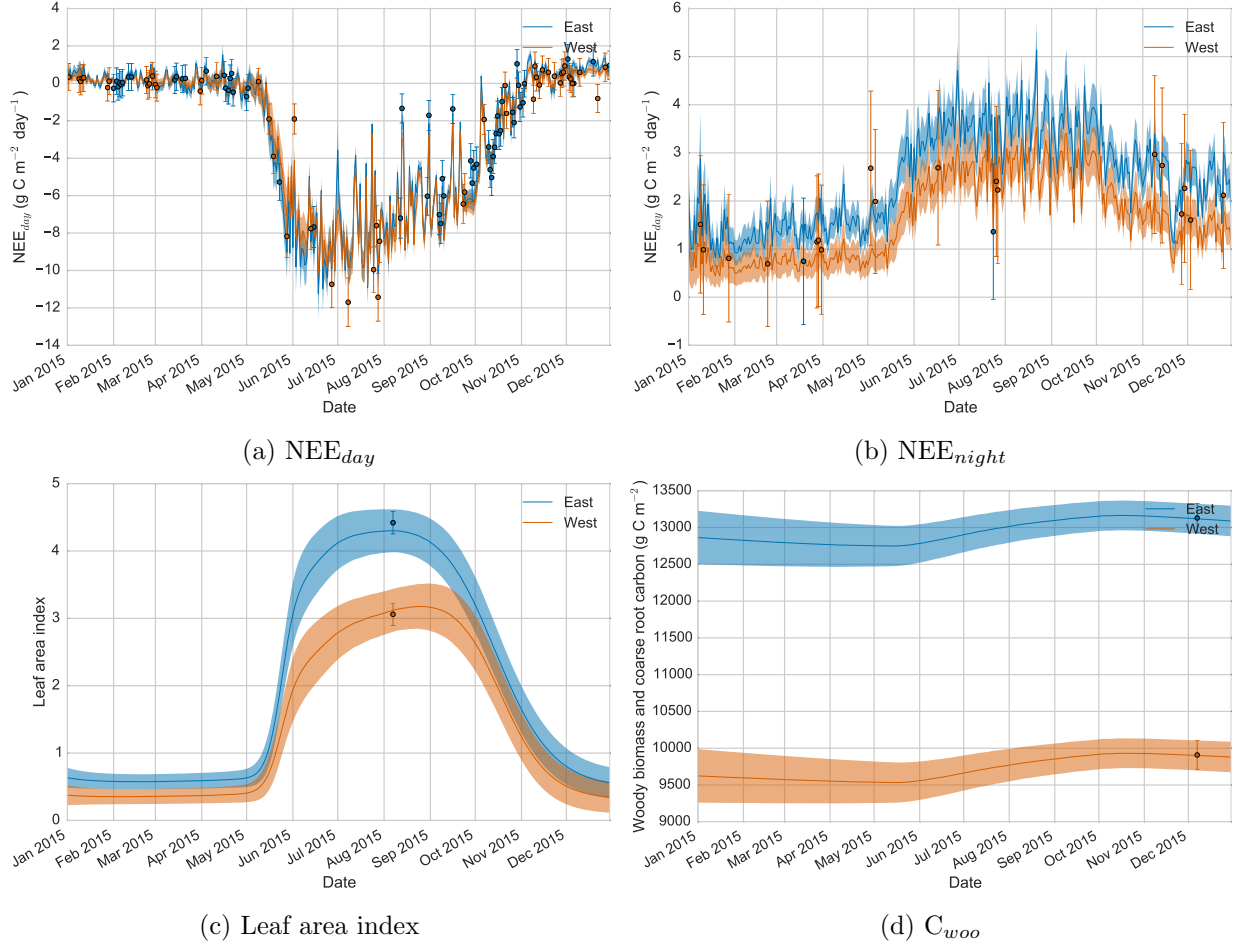 4
2
0
−2
−4
−6
−8
−10
−12
−14
NEE_day (g C m⁻² day⁻¹)
East
West
Jan 2015
Feb 2015
Mar 2015
Apr 2015
May 2015
Jun 2015
Jul 2015
Aug 2015
Sep 2015
Oct 2015
Nov 2015
Dec 2015
Date
(a) NEE_day
6
5
4
3
2
1
0
−1
NEE_day (g C m⁻² day⁻¹)
East
West
Jan 2015
Feb 2015
Mar 2015
Apr 2015
May 2015
Jun 2015
Jul 2015
Aug 2015
Sep 2015
Oct 2015
Nov 2015
Dec 2015
Date
(b) NEE_night
5
4
3
2
1
0
Leaf area index
East
West
Jan 2015
Feb 2015
Mar 2015
Apr 2015
May 2015
Jun 2015
Jul 2015
Aug 2015
Sep 2015
Oct 2015
Nov 2015
Dec 2015
Date
(c) Leaf area index
13500
13000
12500
12000
11500
11000
10500
10000
9500
9000
Woody biomass and coarse root carbon (g C m⁻²)
East
West
Jan 2015
Feb 2015
Mar 2015
Apr 2015
May 2015
Jun 2015
Jul 2015
Aug 2015
Sep 2015
Oct 2015
Nov 2015
Dec 2015
Date
(d) C_woo